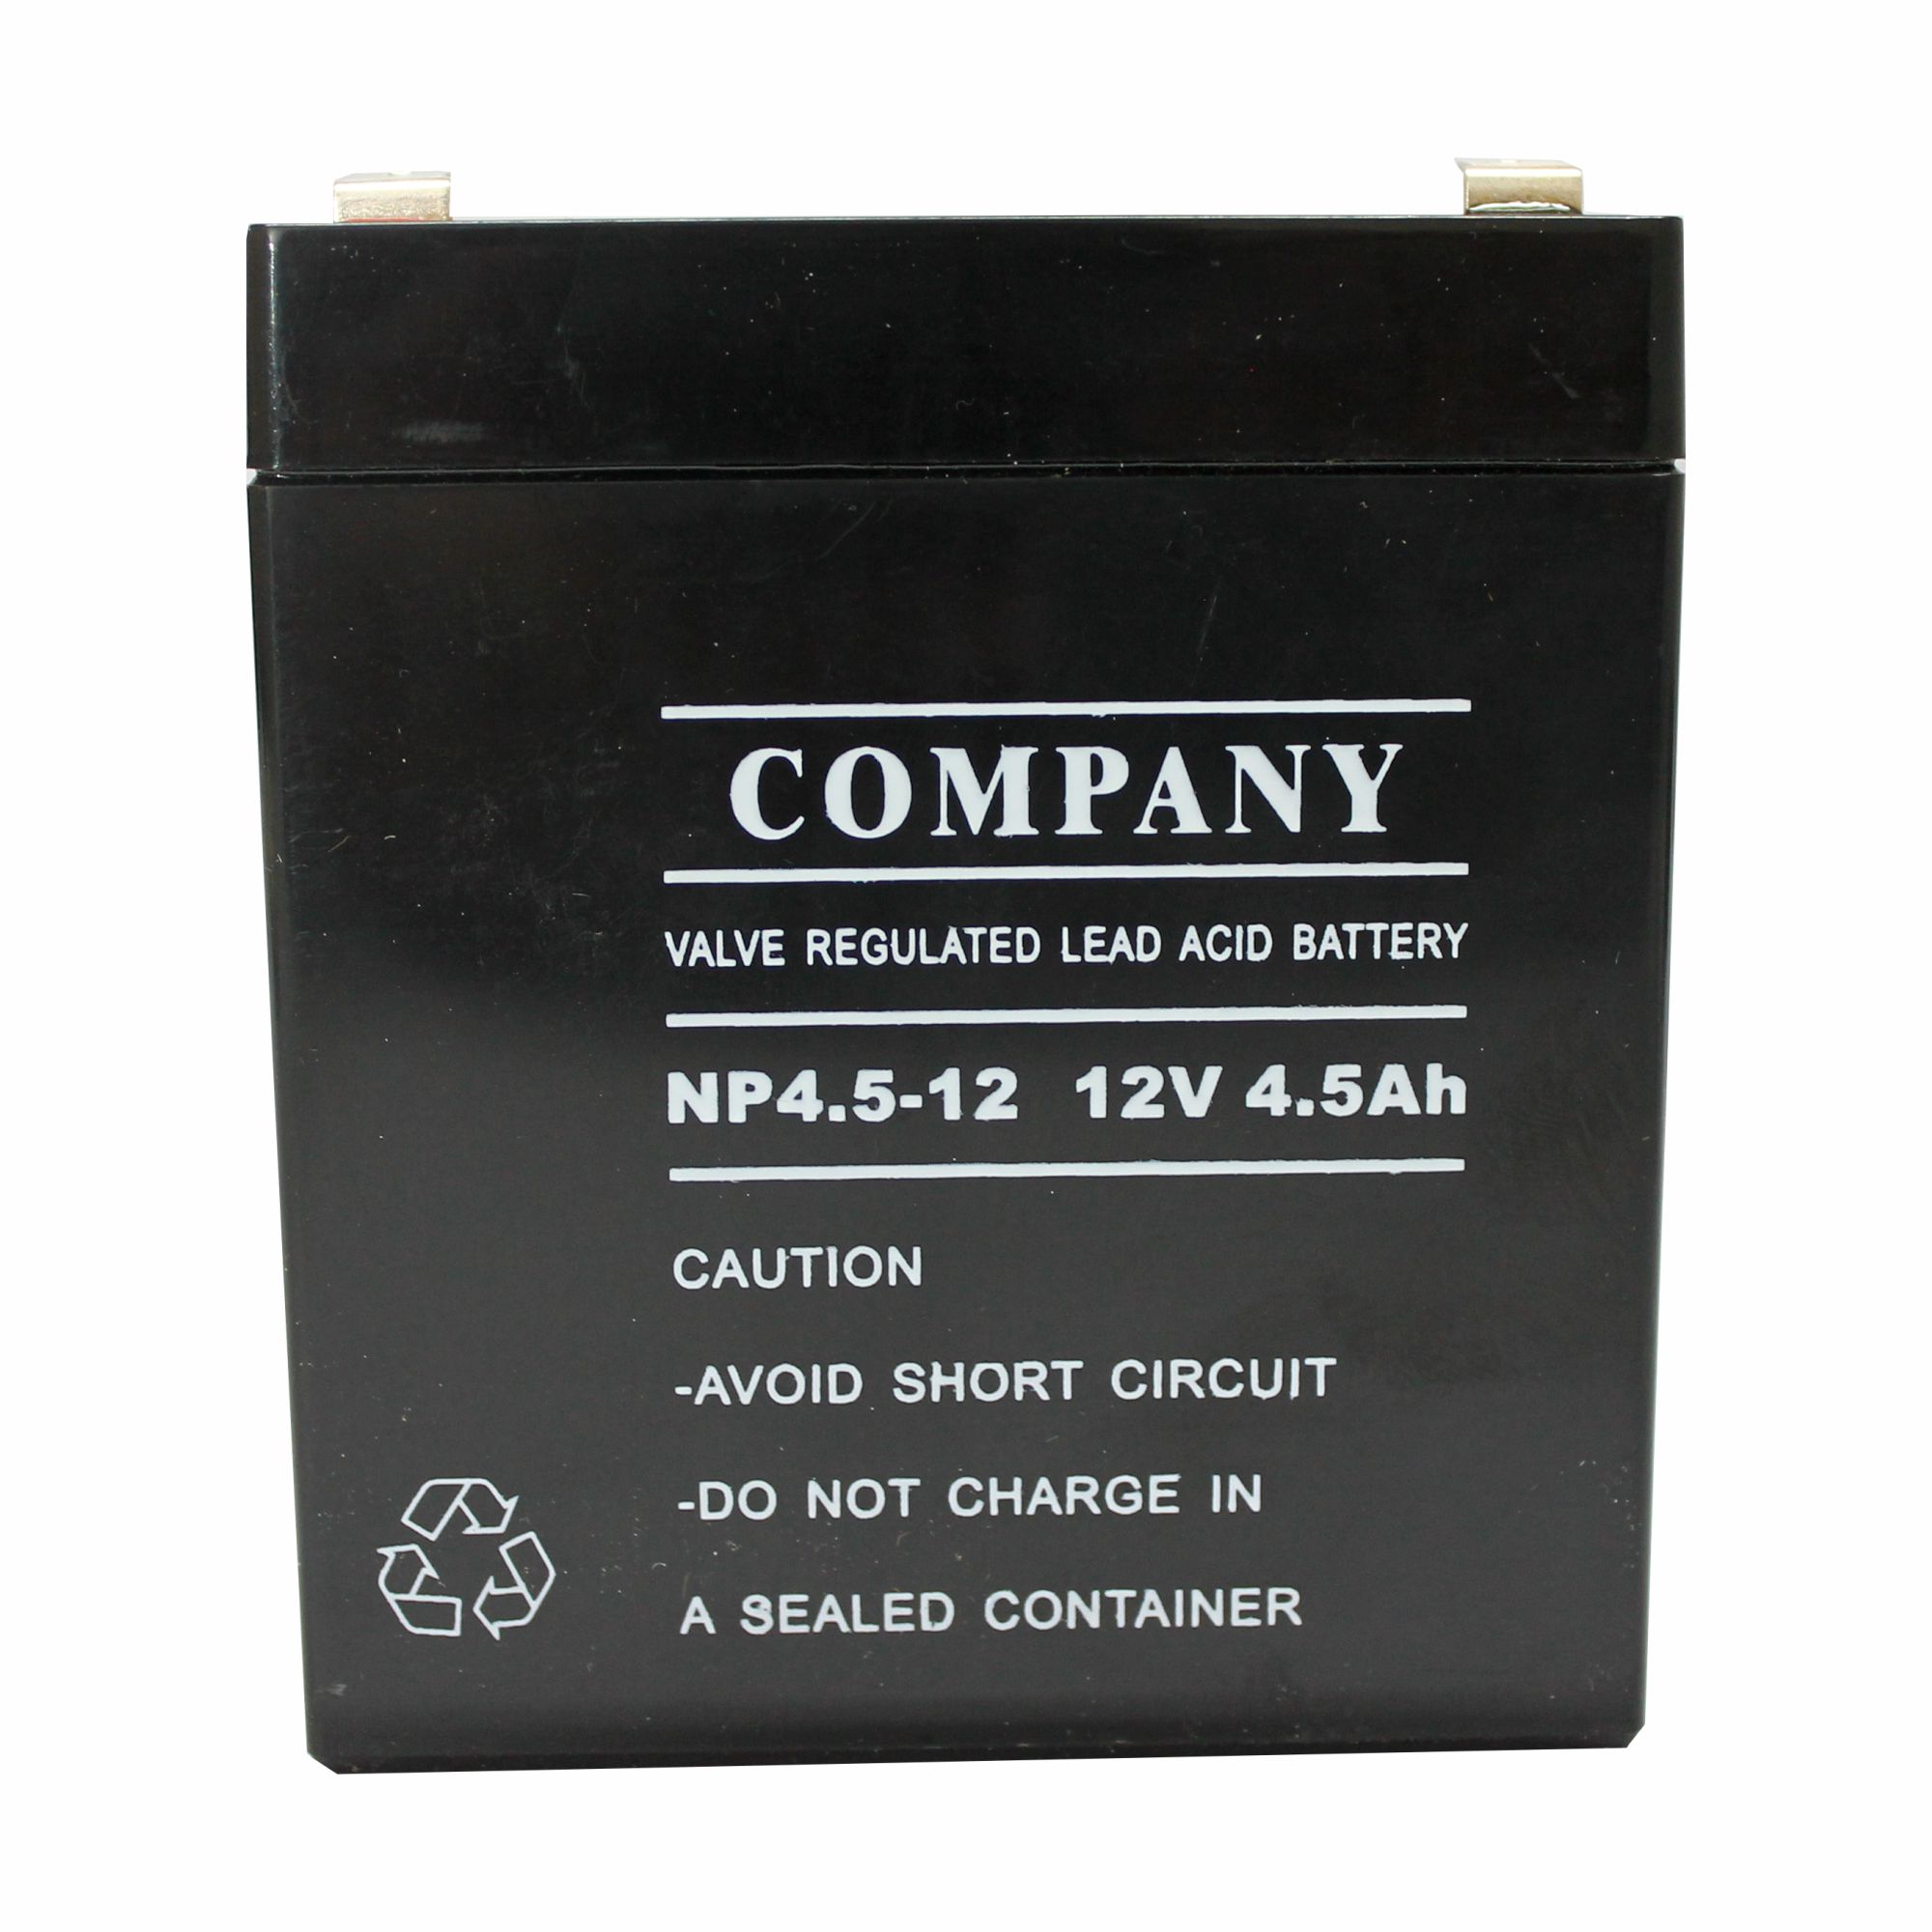 COMPANY
VALVE REGULATED LEAD ACID BATTERY
NP4.5-12 12V 4.5Ah
CAUTION
-AVOID SHORT CIRCUIT
-DO NOT CHARGE IN
A SEALED CONTAINER